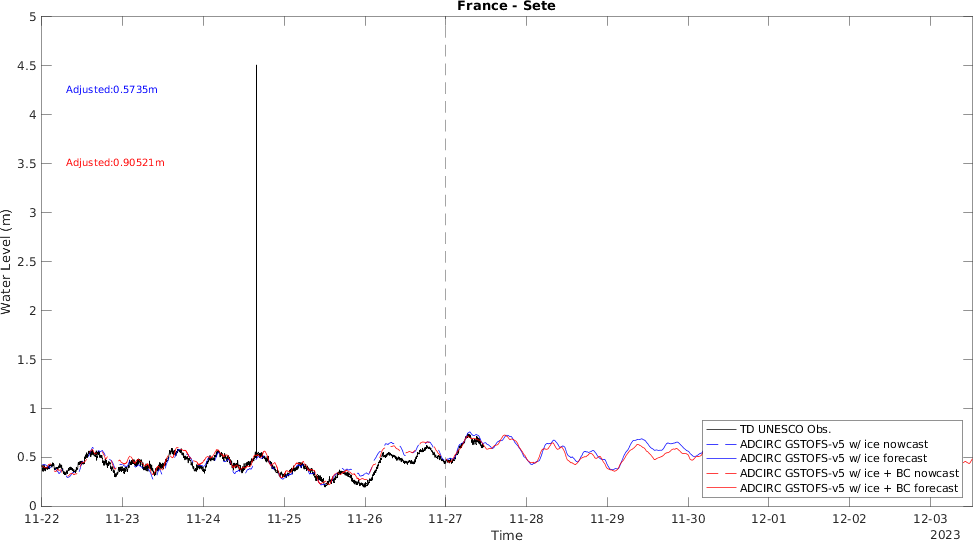 France - Sete
5
4.5
4
3.5
3
2.5
2
1.5
1
0.5
0
Water Level (m)
Adjusted:0.5735m
Adjusted:0.90521m
TD UNESCO Obs.
ADCIRC GSTOFS-v5 w/ ice nowcast
ADCIRC GSTOFS-v5 w/ ice forecast
ADCIRC GSTOFS-v5 w/ ice + BC nowcast
ADCIRC GSTOFS-v5 w/ ice + BC forecast
11-22 11-23 11-24 11-25 11-26 11-27 11-28 11-29 11-30 12-01 12-02 12-03
Time
2023